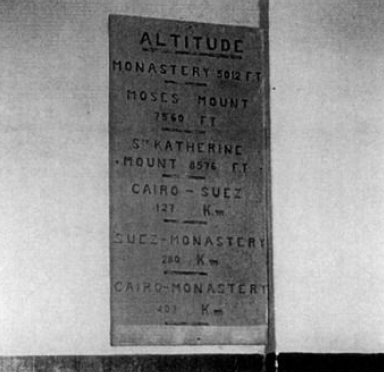 ALTITUDE
MONASTERY 5012 FT
MOSES MOUNT
7560 FT
STE KATHERINE
MOUNT 8576 FT
CAIRO - SUEZ
127 Km
SUEZ-MONASTERY
280 Km
CAIRO-MONASTERY
407 Km